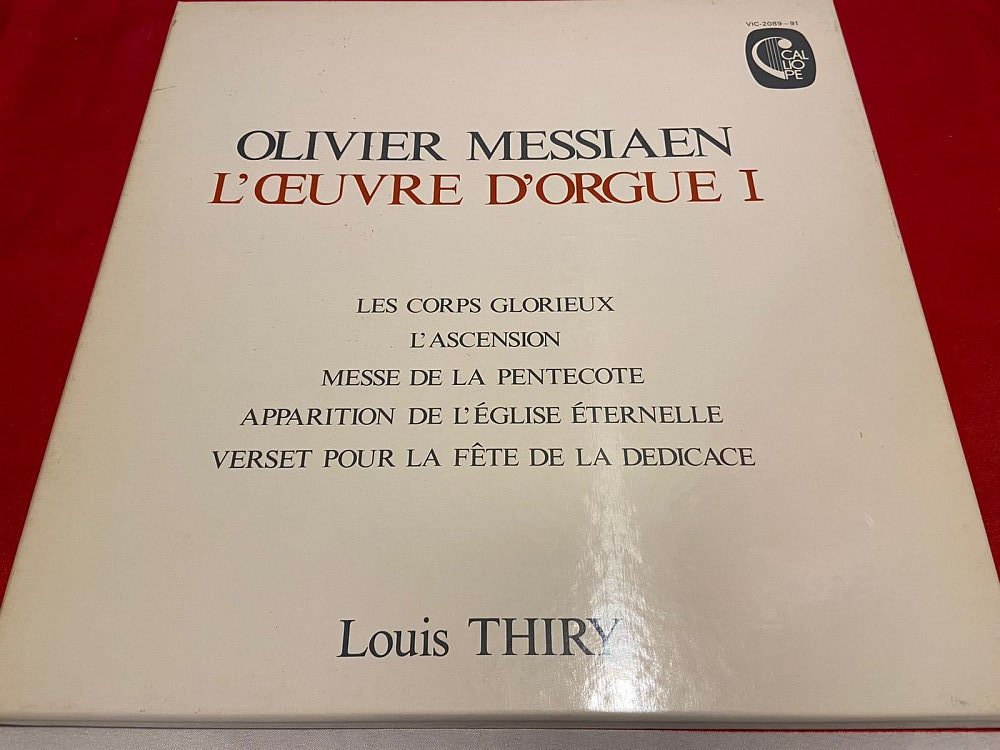 VIC-2089-91
CAL
LIO
PE
OLIVIER MESSIAEN
L'ŒUVRE D'ORGUE I
LES CORPS GLORIEUX
L'ASCENSION
MESSE DE LA PENTECOTE
APPARITION DE L'ÉGLISE ÉTERNELLE
VERSET POUR LA FÊTE DE LA DEDICACE
Louis THIRY